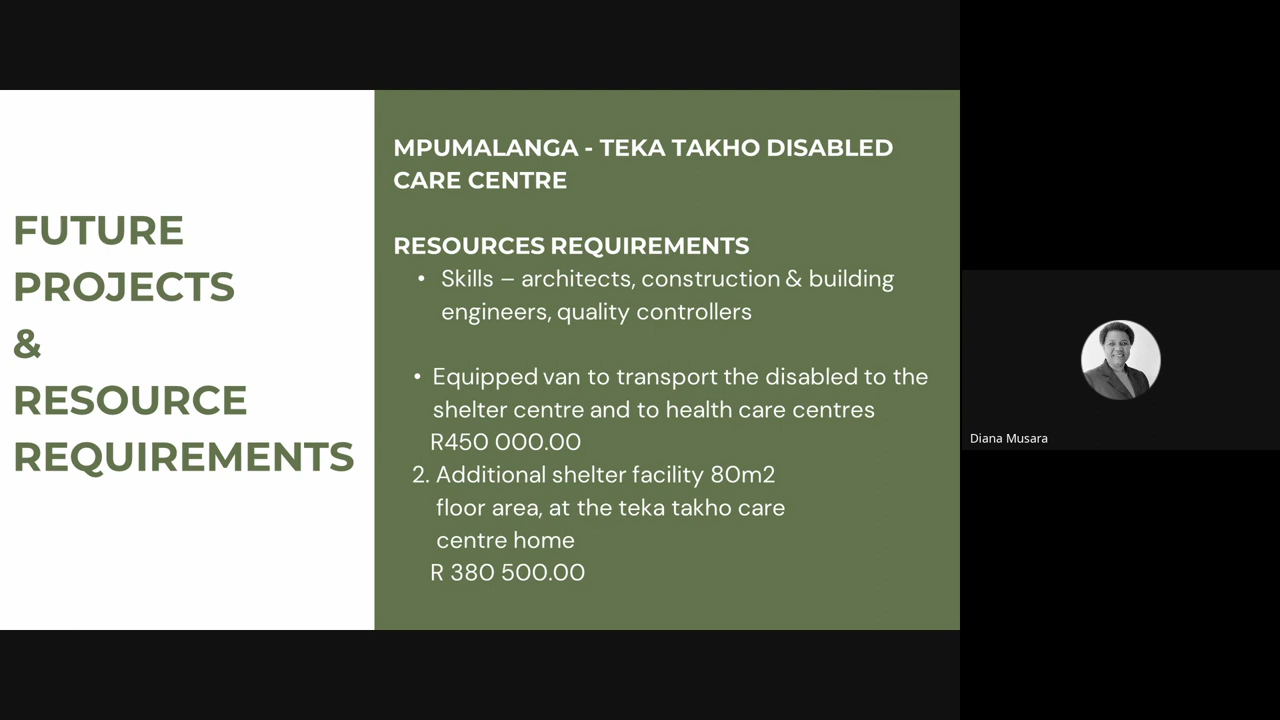 FUTURE
PROJECTS
&
RESOURCE
REQUIREMENTS
MPUMALANGA - TEKA TAKHO DISABLED
CARE CENTRE
RESOURCES REQUIREMENTS
• Skills – architects, construction & building
engineers, quality controllers
• Equipped van to transport the disabled to the
shelter centre and to health care centres
R450 000.00
2. Additional shelter facility 80m2
floor area, at the teka takho care
centre home
R 380 500.00
Diana Musara